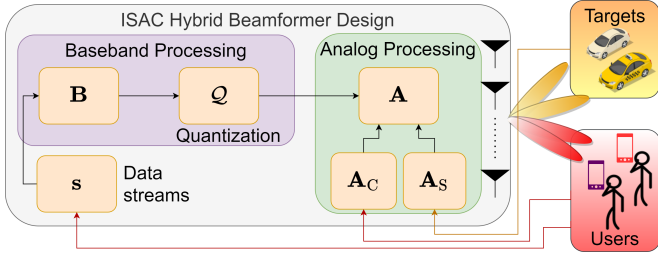 ISAC Hybrid Beamformer Design
Targets
Baseband Processing
Analog Processing
B
Q
A
Quantization
s
Data
streams
A_C
A_S
Users